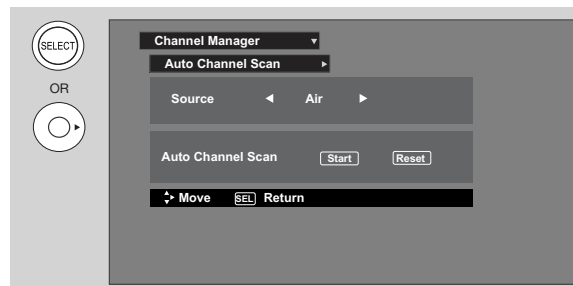 SELECT
OR
Channel Manager
Auto Channel Scan
Source Air
Auto Channel Scan Start Reset
Move SEL Return